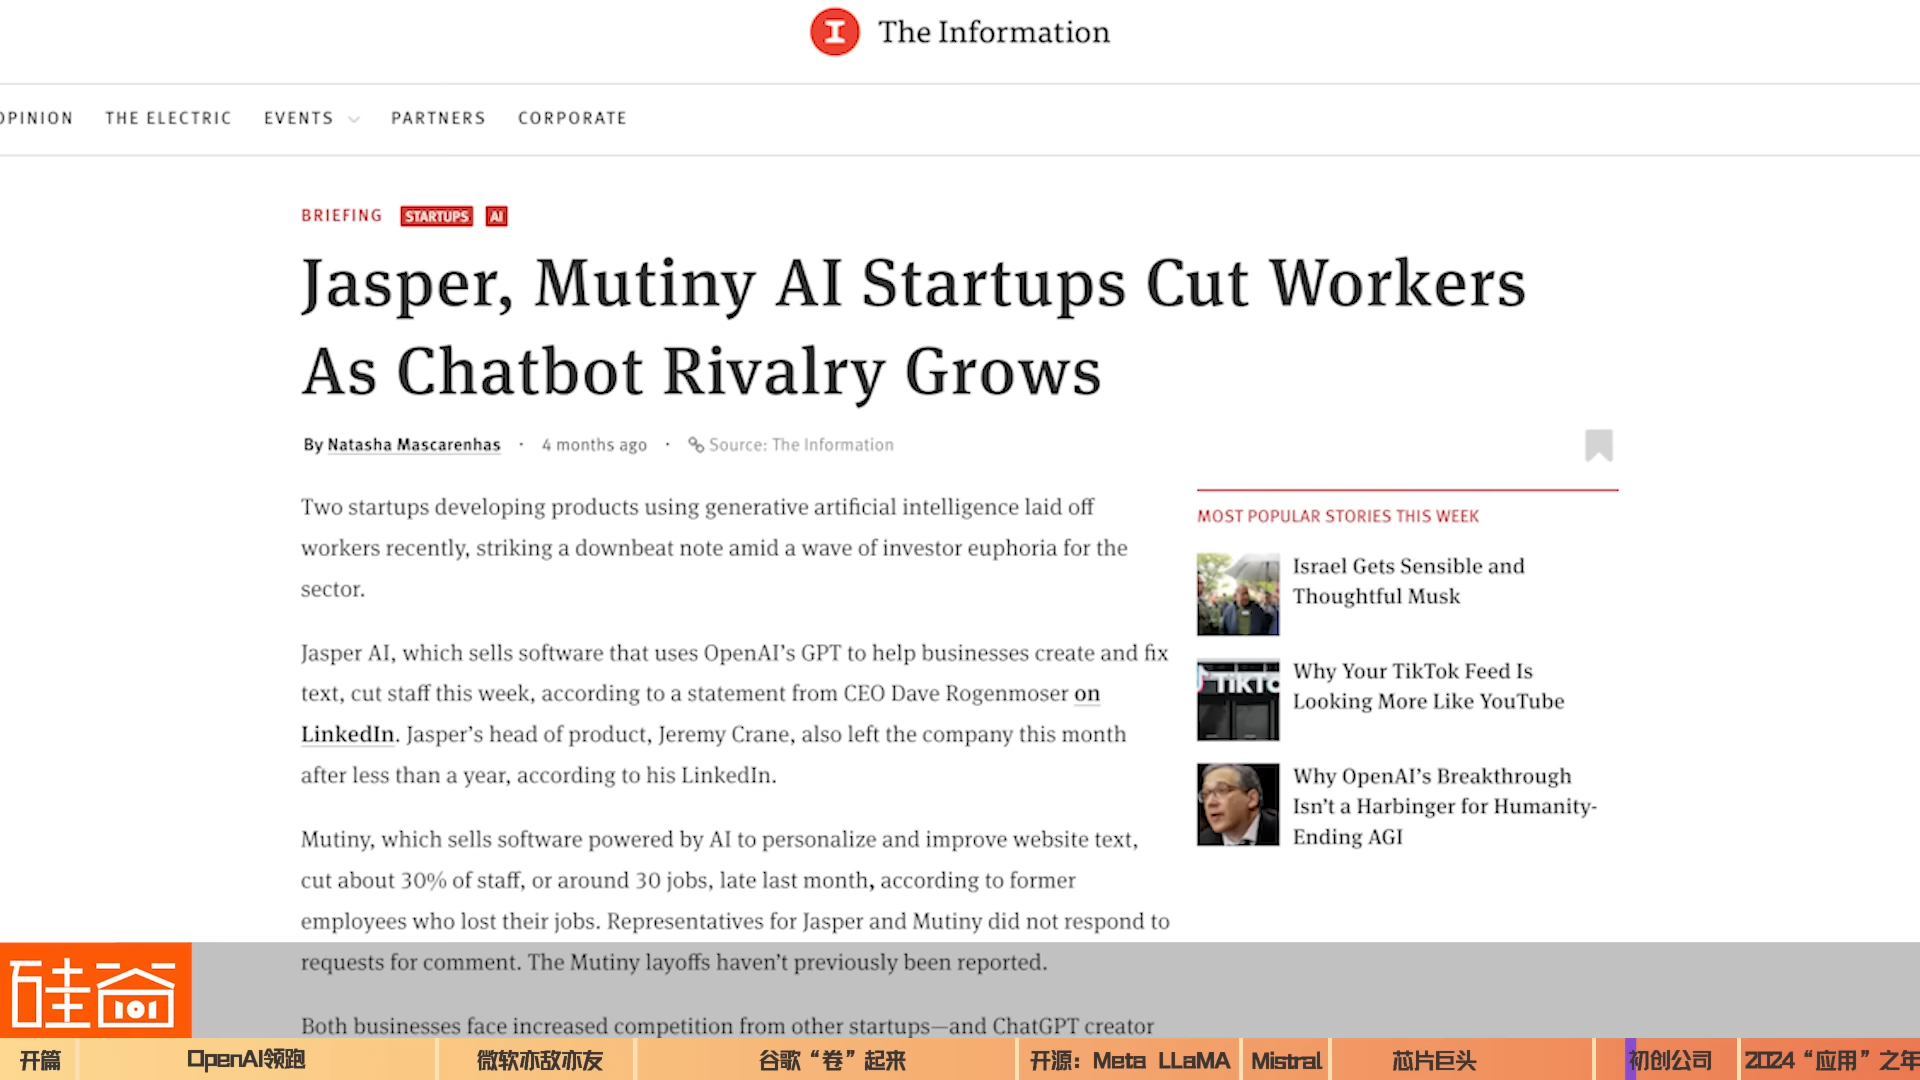 The Information
OPINION THE ELECTRIC EVENTS PARTNERS CORPORATE
BRIEFING STARTUPS AI
Jasper, Mutiny AI Startups Cut Workers
As Chatbot Rivalry Grows
By Natasha Mascarenhas · 4 months ago · Source: The Information
Two startups developing products using generative artificial intelligence laid off
workers recently, striking a downbeat note amid a wave of investor euphoria for the
sector.
Jasper AI, which sells software that uses OpenAI’s GPT to help businesses create and fix
text, cut staff this week, according to a statement from CEO Dave Rogenmoser on
LinkedIn. Jasper’s head of product, Jeremy Crane, also left the company this month
after less than a year, according to his LinkedIn.
Mutiny, which sells software powered by AI to personalize and improve website text,
cut about 30% of staff, or around 30 jobs, late last month, according to former
employees who lost their jobs. Representatives for Jasper and Mutiny did not respond to
requests for comment. The Mutiny layoffs haven’t previously been reported.
Both businesses face increased competition from other startups—and ChatGPT creator
MOST POPULAR STORIES THIS WEEK
Israel Gets Sensible and
Thoughtful Musk
TikTo
Why Your TikTok Feed Is
Looking More Like YouTube
Why OpenAI’s Breakthrough
Isn’t a Harbinger for Humanity-
Ending AGI
硅谷
101
开篇 OpenAI领跑 微软亦敌亦友 谷歌“卷”起来 开源：Meta LLaMA Mistral 芯片巨头 初创公司 2024“应用”之年